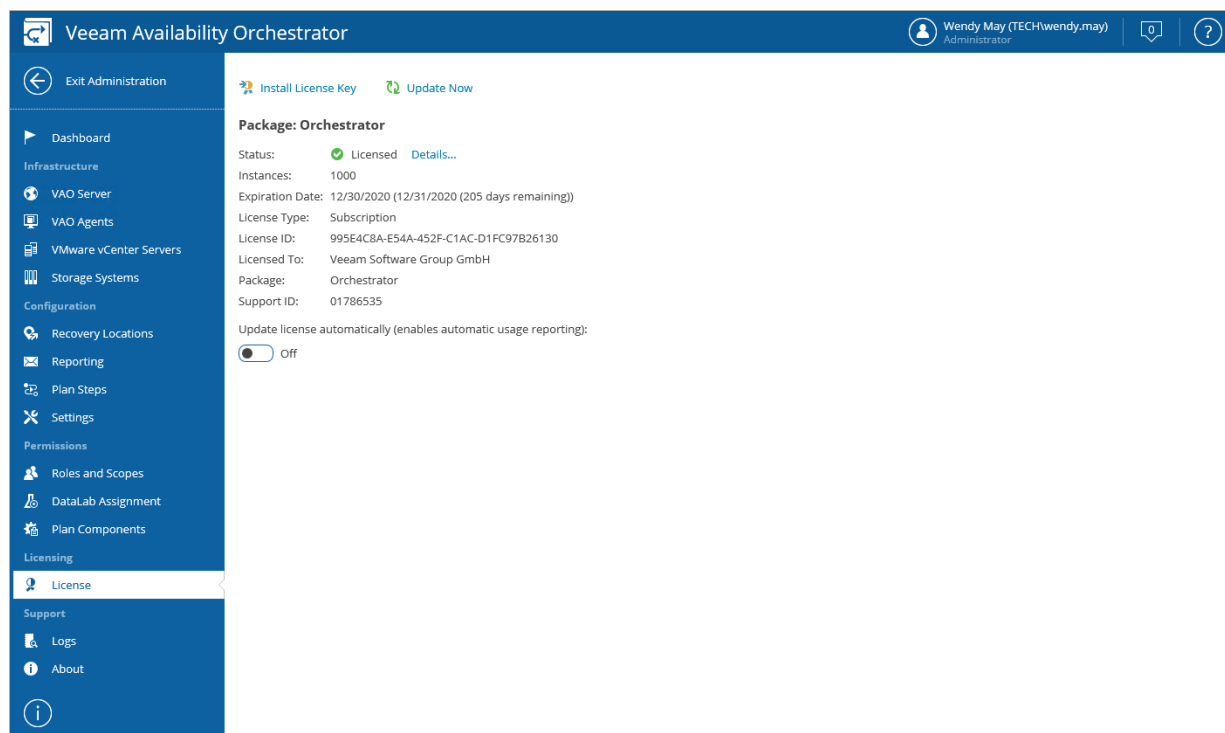 Veeam Availability Orchestrator
Wendy May (TECH\wendy.may)
Administrator
0
?
Exit Administration
Dashboard
Infrastructure
VAO Server
VAO Agents
VMware vCenter Servers
Storage Systems
Configuration
Recovery Locations
Reporting
Plan Steps
Settings
Permissions
Roles and Scopes
DataLab Assignment
Plan Components
Licensing
License
Support
Logs
About
Install License Key Update Now
Package: Orchestrator
Status: Licensed Details...
Instances: 1000
Expiration Date: 12/30/2020 (12/31/2020 (205 days remaining))
License Type: Subscription
License ID: 995E4C8A-E54A-452F-C1AC-D1FC97B26130
Licensed To: Veeam Software Group GmbH
Package: Orchestrator
Support ID: 01786535
Update license automatically (enables automatic usage reporting):
Off